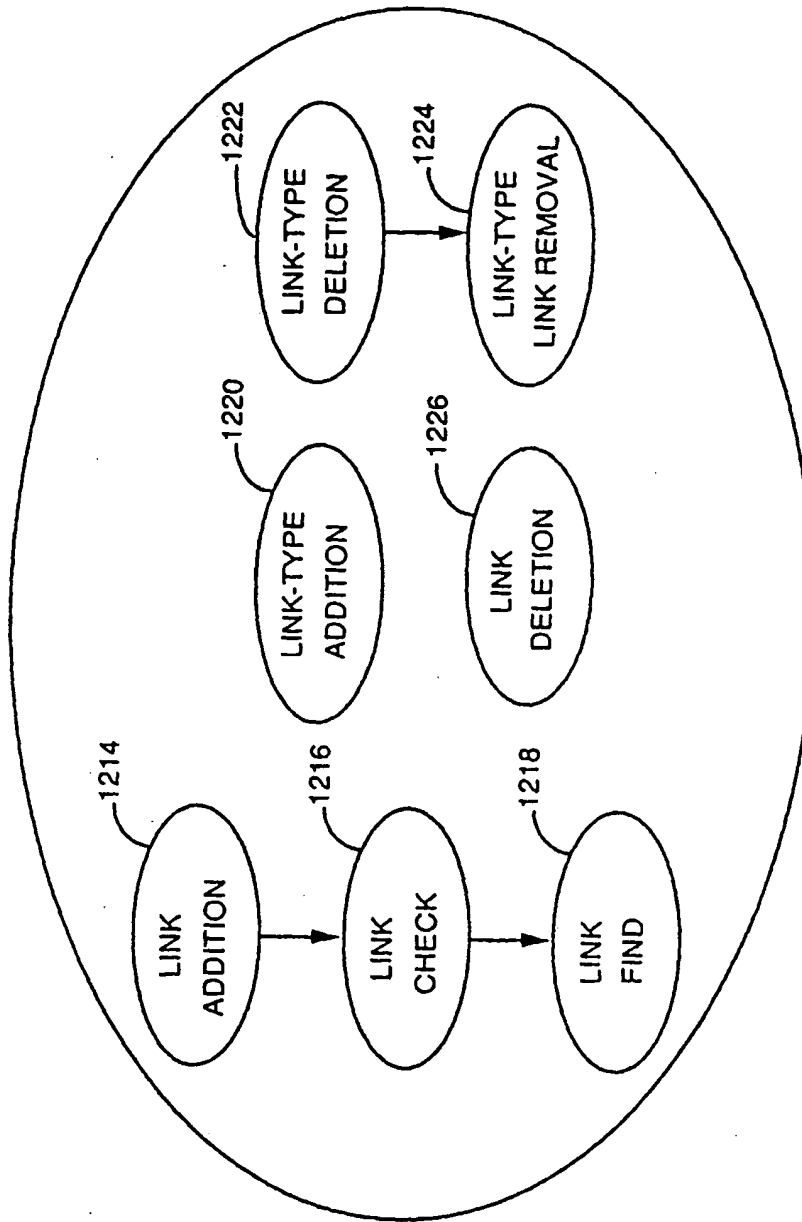 1214
LINK
ADDITION
1216
LINK
CHECK
1218
LINK
FIND
1220
LINK-TYPE
ADDITION
1226
LINK
DELETION
1222
LINK-TYPE
DELETION
1224
LINK-TYPE
LINK REMOVAL